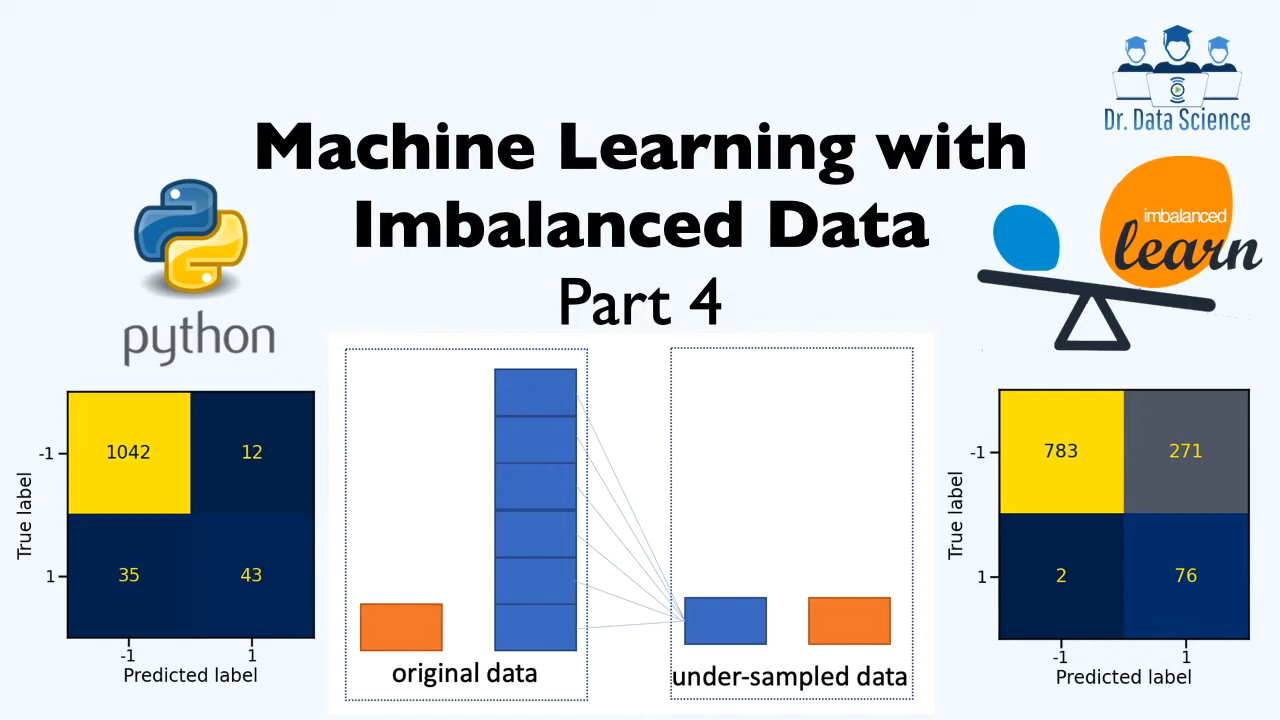 Dr. Data Science
Machine Learning with
Imbalanced Data
Part 4
python
imbalanced
learn
True label
-1
1
1042
12
35
43
-1
1
Predicted label
original data
under-sampled data
True label
-1
1
783
271
2
76
-1
1
Predicted label